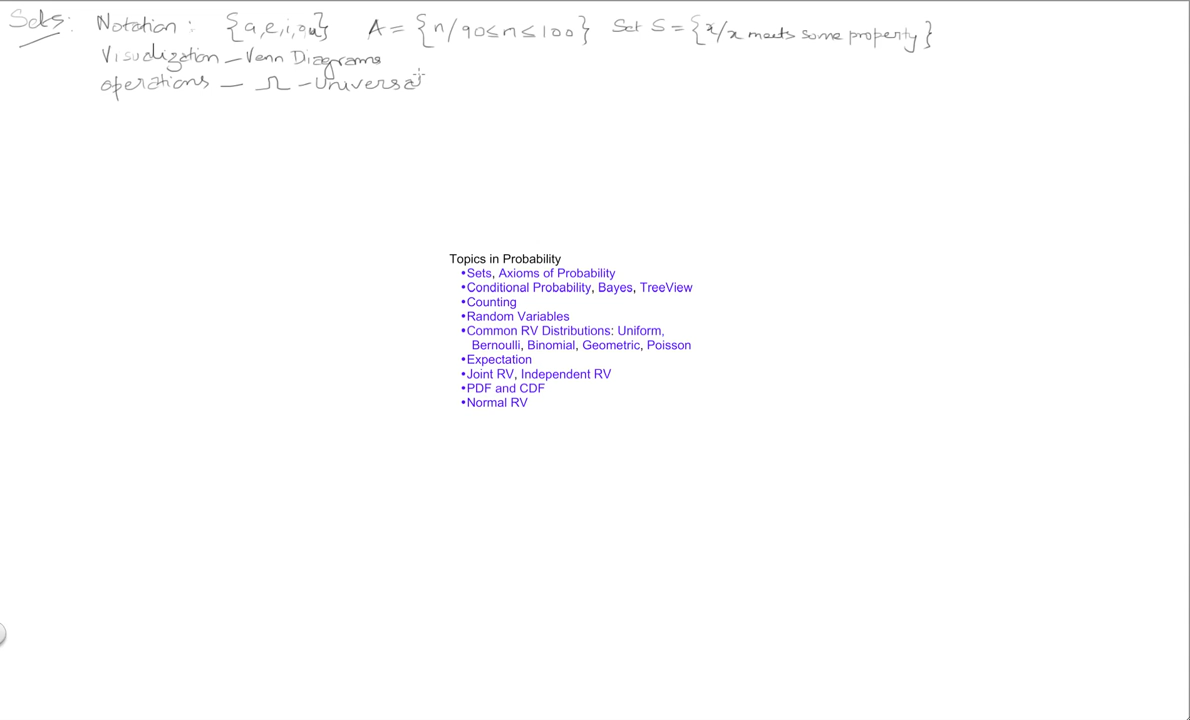 Sets: Notation: {a,e,i,o,u} A = {n/90≤n≤100} Set S = {x/x meets some property}
Visualization – Venn Diagrams
operations – Ω – Universal
Topics in Probability
•Sets, Axioms of Probability
•Conditional Probability, Bayes, TreeView
•Counting
•Random Variables
•Common RV Distributions: Uniform,
Bernoulli, Binomial, Geometric, Poisson
•Expectation
•Joint RV, Independent RV
•PDF and CDF
•Normal RV